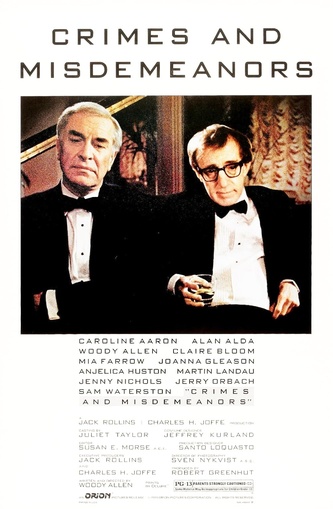 CRIMES AND
MISDEMEANORS
CAROLINE AARON ALAN ALDA
WOODY ALLEN CLAIRE BLOOM
MIA FARROW JOANNA GLEASON
ANJELICA HUSTON MARTIN LANDAU
JENNY NICHOLS JERRY ORBACH
SAM WATERSTON "CRIMES
AND MISDEMEANORS"
JACK ROLLINS CHARLES H. JOFFE
JULIET TAYLOR JEFFREY KURLAND
SUSAN E. MORSE SANTO LOQUASTO
JACK ROLLINS SVEN NYKVIST
CHARLES H. JOFFE ROBERT GREENHUT
WOODY ALLEN
PG-13 PARENTS STRONGLY CAUTIONED
ORION